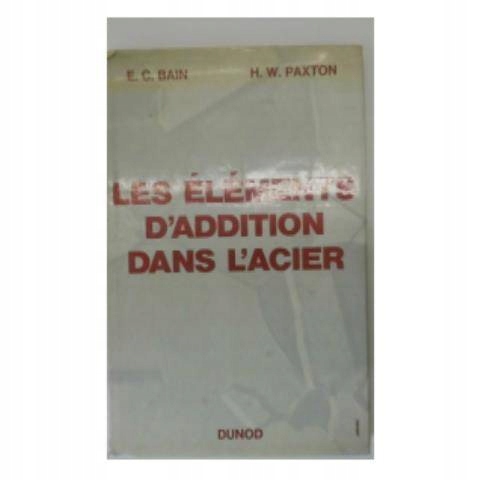 E. C. BAIN H. W. PAXTON
LES ÉLÉMENTS
D'ADDITION
DANS L'ACIER
DUNOD